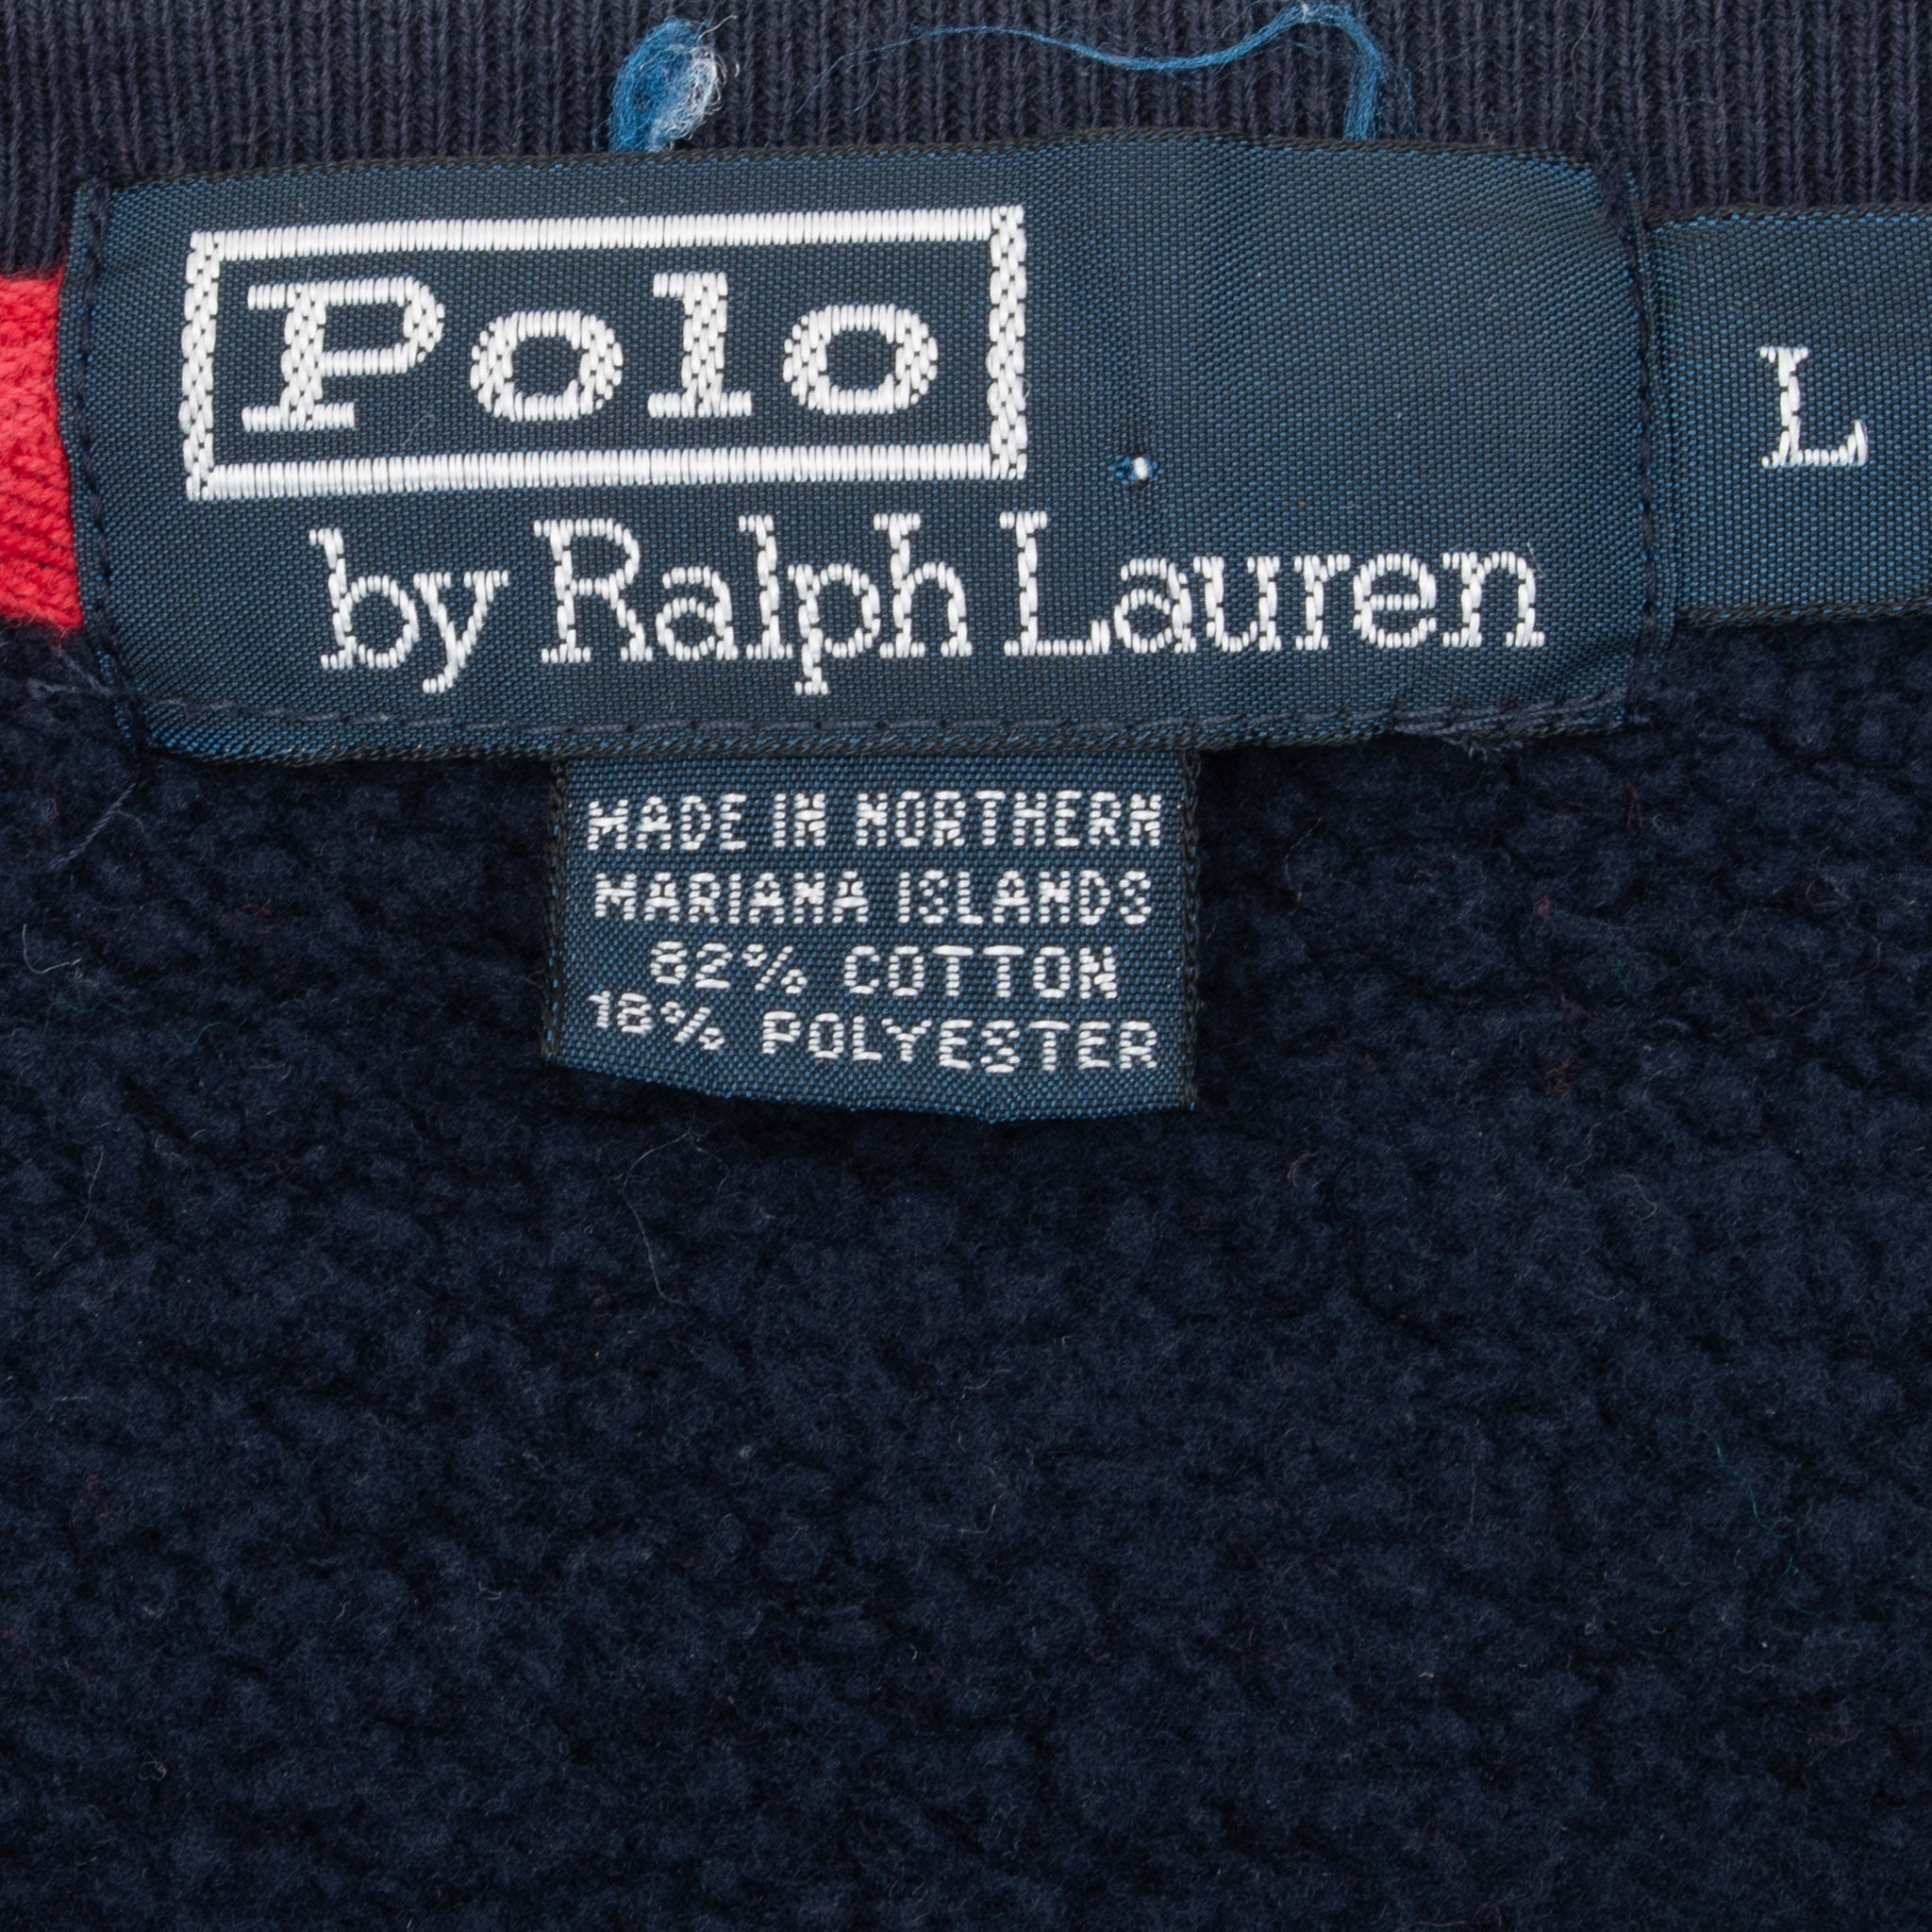 Polo
by Ralph Lauren
L
MADE IN NORTHERN
MARIANA ISLANDS
82% COTTON
18% POLYESTER